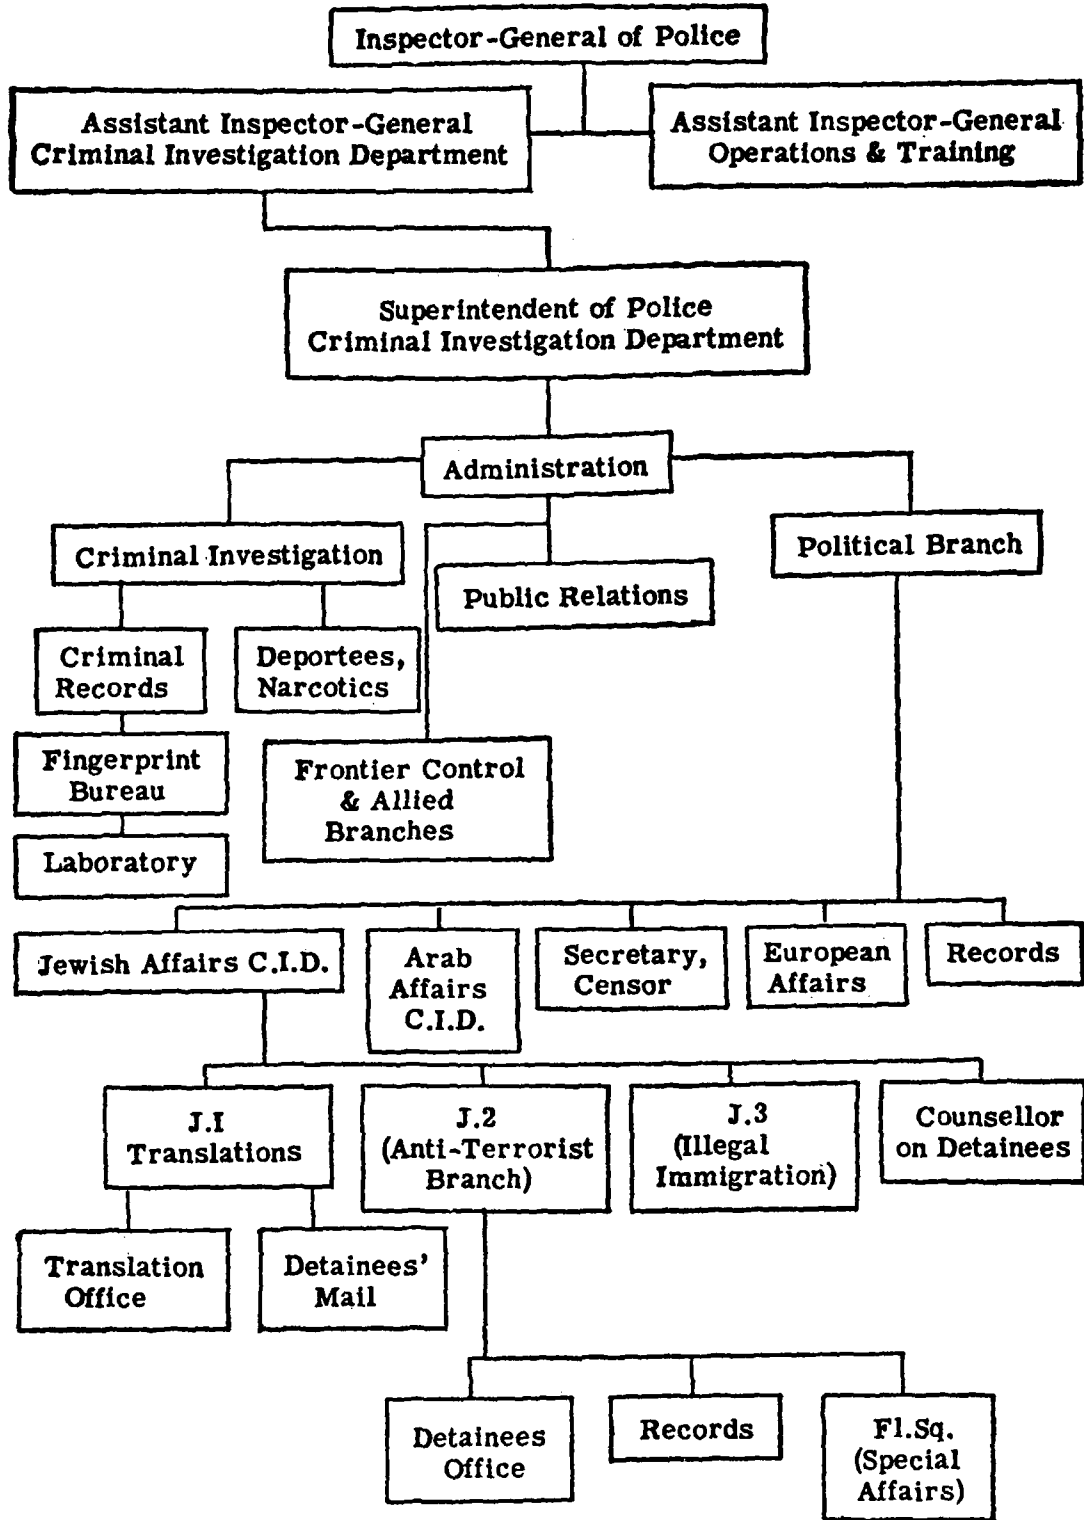 Inspector-General of Police
Assistant Inspector-General
Criminal Investigation Department
Assistant Inspector-General
Operations & Training
Superintendent of Police
Criminal Investigation Department
Administration
Criminal Investigation
Public Relations
Political Branch
Criminal
Records
Deportees,
Narcotics
Fingerprint
Bureau
Frontier Control
& Allied
Branches
Laboratory
Jewish Affairs C.I.D.
Arab
Affairs
C.I.D.
Secretary,
Censor
European
Affairs
Records
J.I
Translations
J.2
(Anti-Terrorist
Branch)
J.3
(Illegal
Immigration)
Counsellor
on Detainees
Translation
Office
Detainees'
Mail
Detainees
Office
Records
Fl.Sq.
(Special
Affairs)